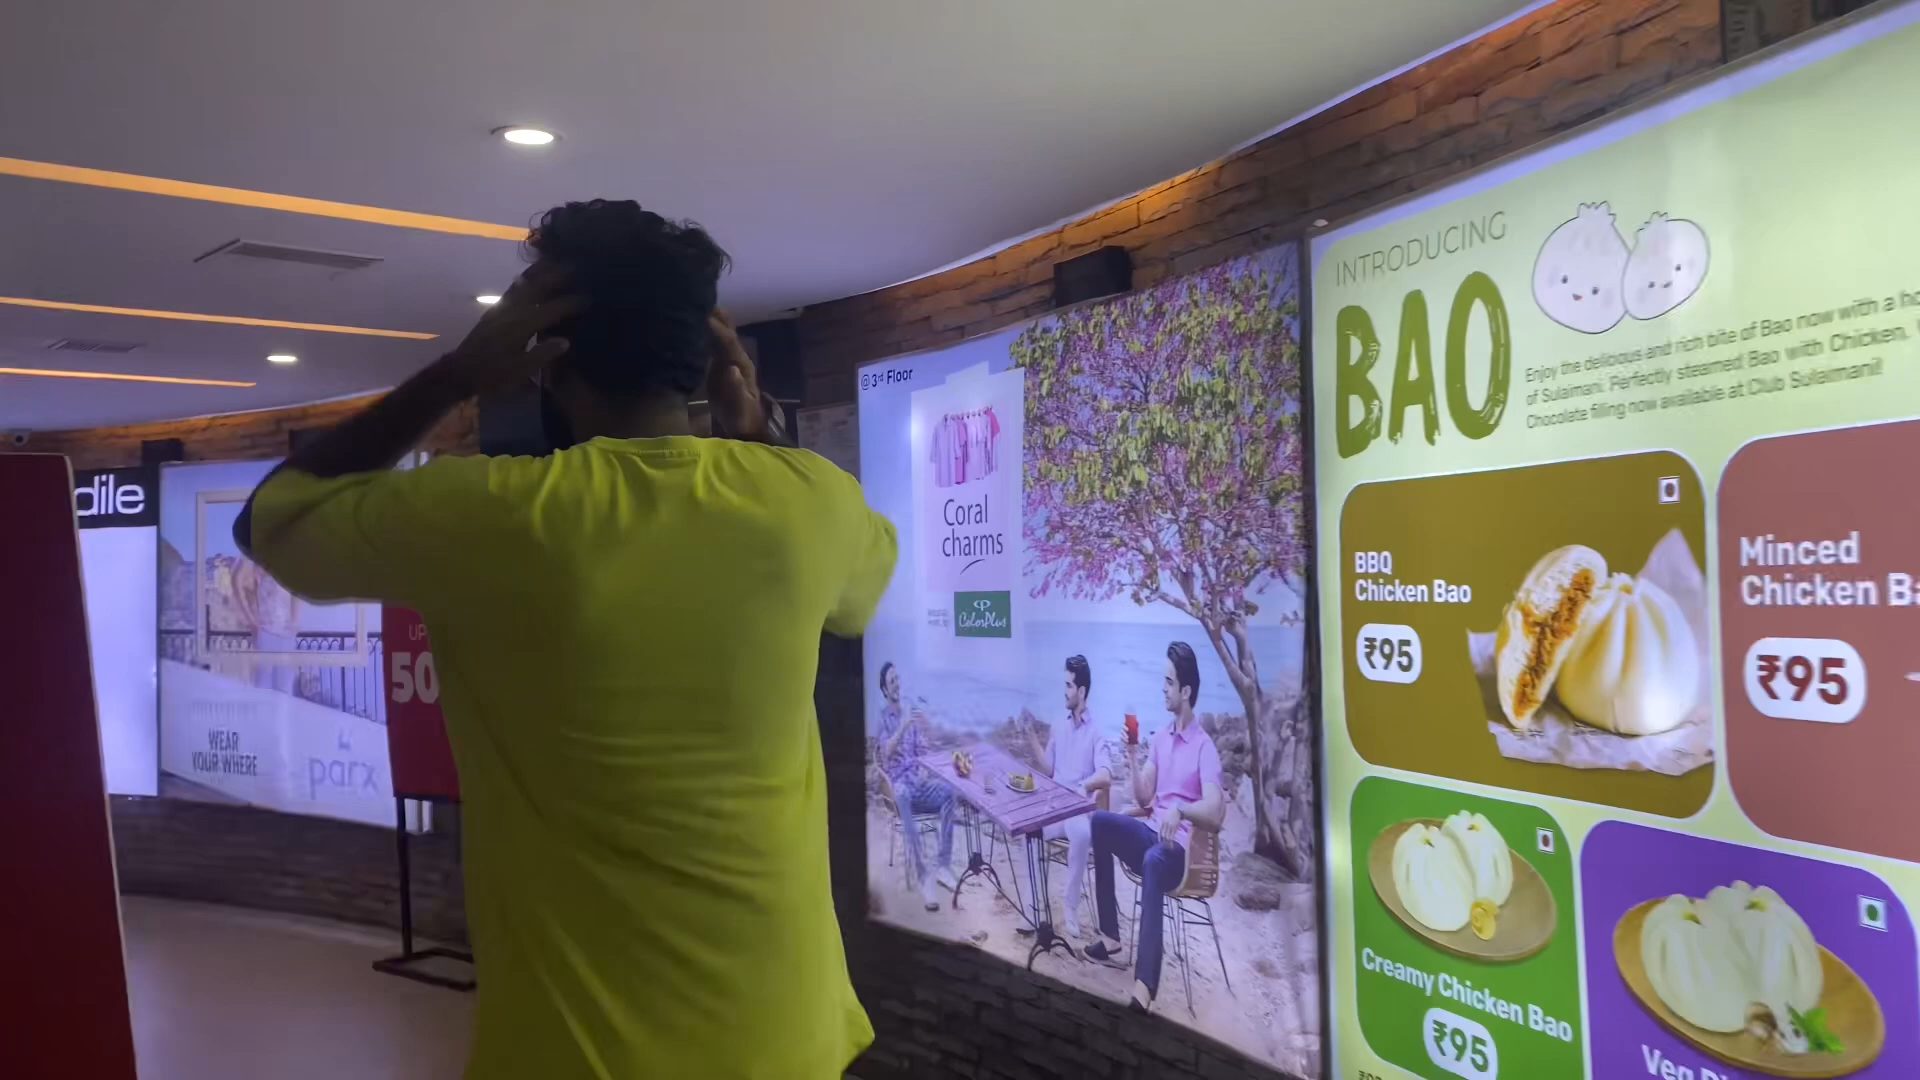 dile
WEAR
YOUR WHERE
parx
UP
50
@ 3rd Floor
Coral
charms
ColorPlus
INTRODUCING
BAO
Enjoy the delicious and rich bite of Bao now with a
of Sulaimani. Perfectly steamed Bao with Chicken,
Chocolate filling now available at Club Sulaimani!
BBQ
Chicken Bao
₹95
Minced
Chicken
₹95
Creamy Chicken Bao
₹95
Veg